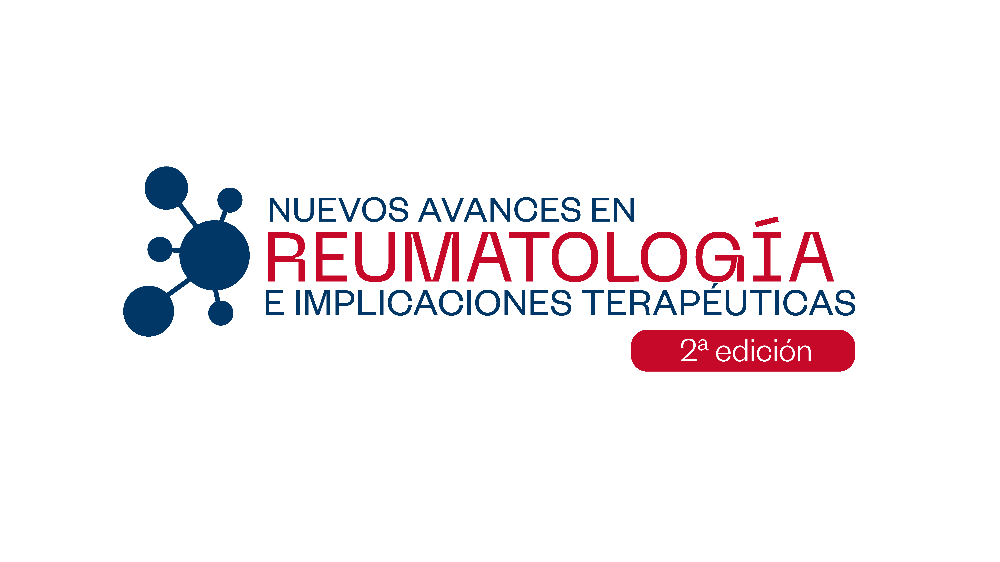 NUEVOS AVANCES EN
REUMATOLOGÍA
E IMPLICACIONES TERAPÉUTICAS
2ª edición